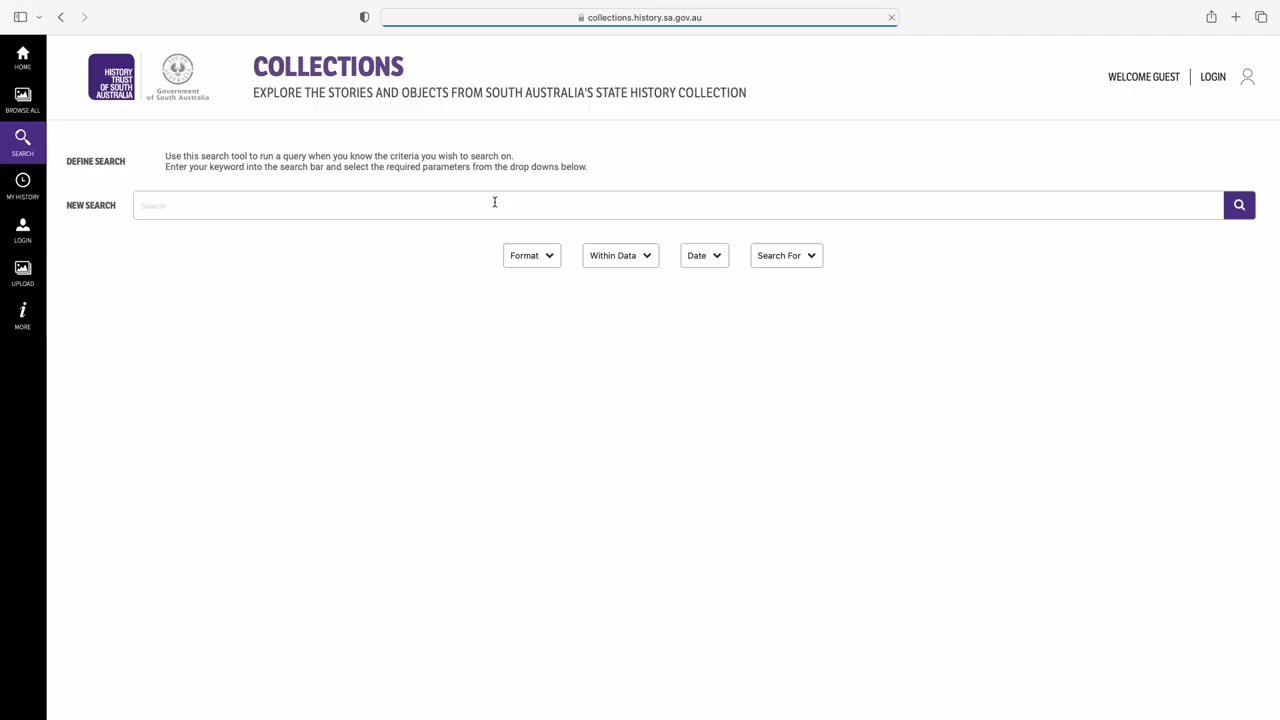 collections.history.sa.gov.au
HOME
BROWSE ALL
SEARCH
MY HISTORY
LOGIN
UPLOAD
MORE
HISTORY
TRUST
OF SOUTH
AUSTRALIA
Government
of South Australia
COLLECTIONS
EXPLORE THE STORIES AND OBJECTS FROM SOUTH AUSTRALIA'S STATE HISTORY COLLECTION
WELCOME GUEST
LOGIN
DEFINE SEARCH
Use this search tool to run a query when you know the criteria you wish to search on.
Enter your keyword into the search bar and select the required parameters from the drop downs below.
NEW SEARCH
Search
Format
Within Data
Date
Search For